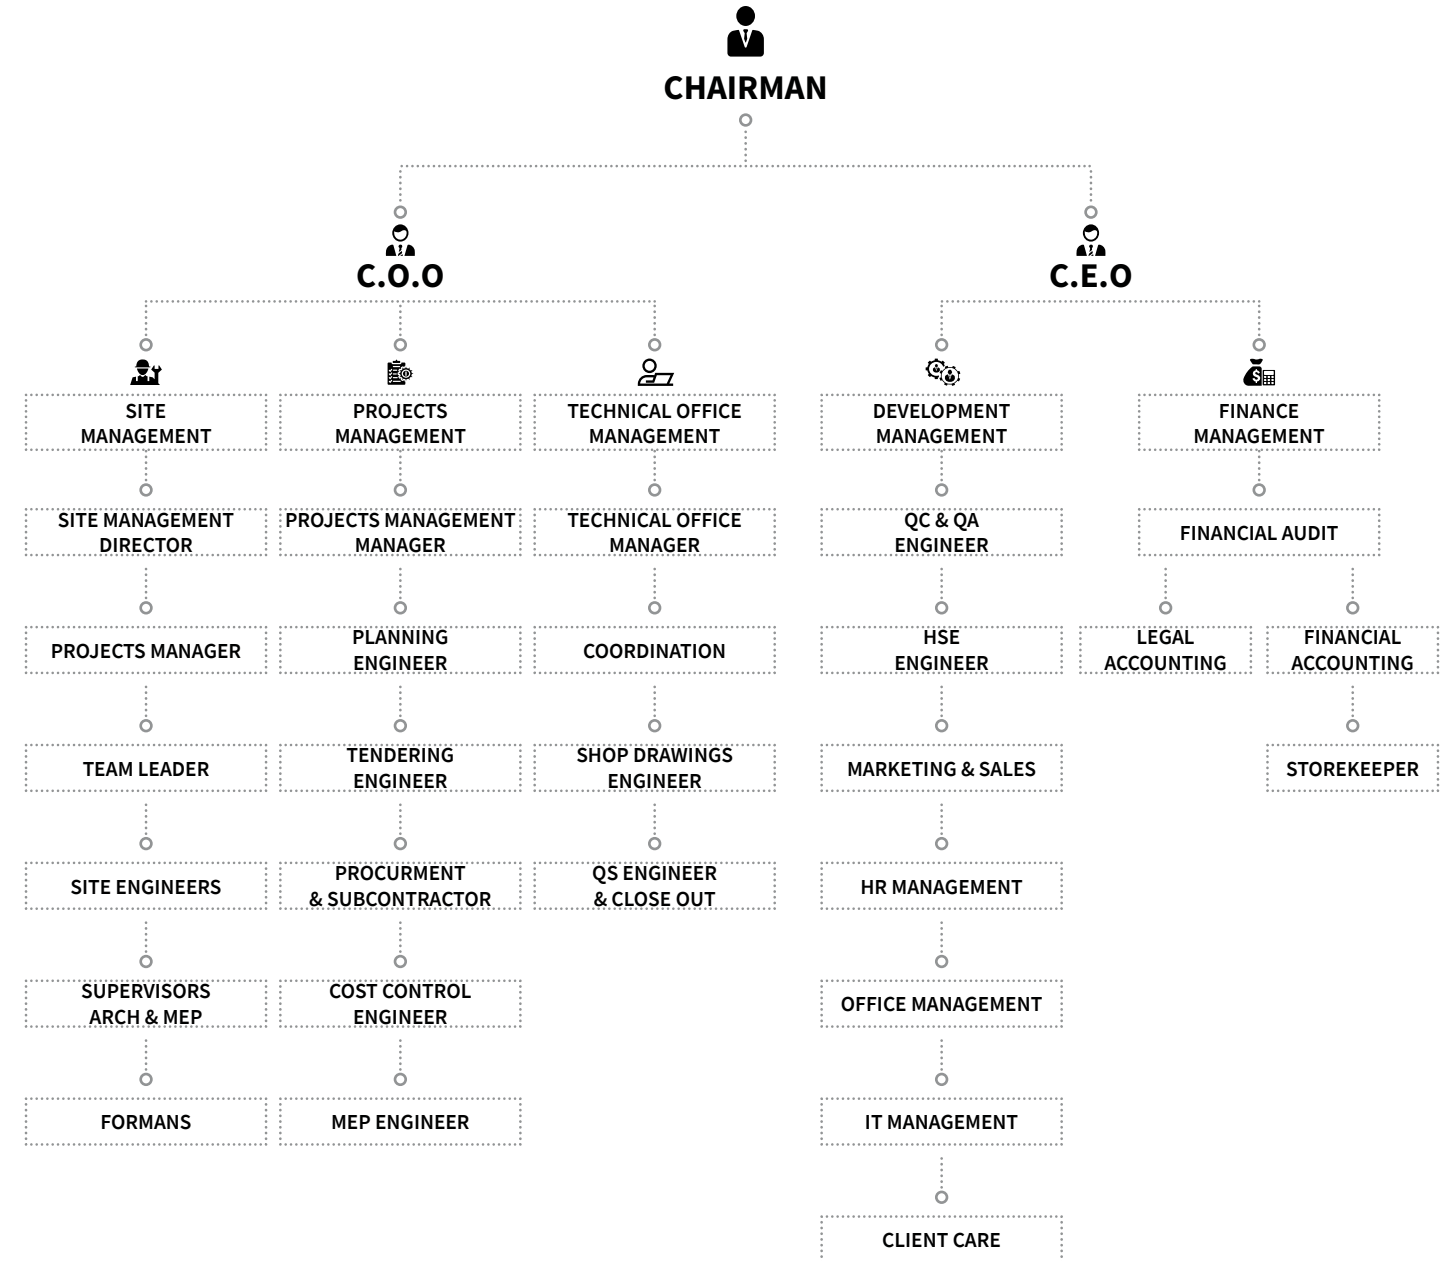 CHAIRMAN
C.O.O
C.E.O
SITE
MANAGEMENT
PROJECTS
MANAGEMENT
TECHNICAL OFFICE
MANAGEMENT
DEVELOPMENT
MANAGEMENT
FINANCE
MANAGEMENT
SITE MANAGEMENT
DIRECTOR
PROJECTS MANAGEMENT
MANAGER
TECHNICAL OFFICE
MANAGER
QC & QA
ENGINEER
FINANCIAL AUDIT
PROJECTS MANAGER
PLANNING
ENGINEER
COORDINATION
HSE
ENGINEER
LEGAL
ACCOUNTING
FINANCIAL
ACCOUNTING
TEAM LEADER
TENDERING
ENGINEER
SHOP DRAWINGS
ENGINEER
MARKETING & SALES
STOREKEEPER
SITE ENGINEERS
PROCURMENT
& SUBCONTRACTOR
QS ENGINEER
& CLOSE OUT
HR MANAGEMENT
SUPERVISORS
ARCH & MEP
COST CONTROL
ENGINEER
OFFICE MANAGEMENT
FORMANS
MEP ENGINEER
IT MANAGEMENT
CLIENT CARE